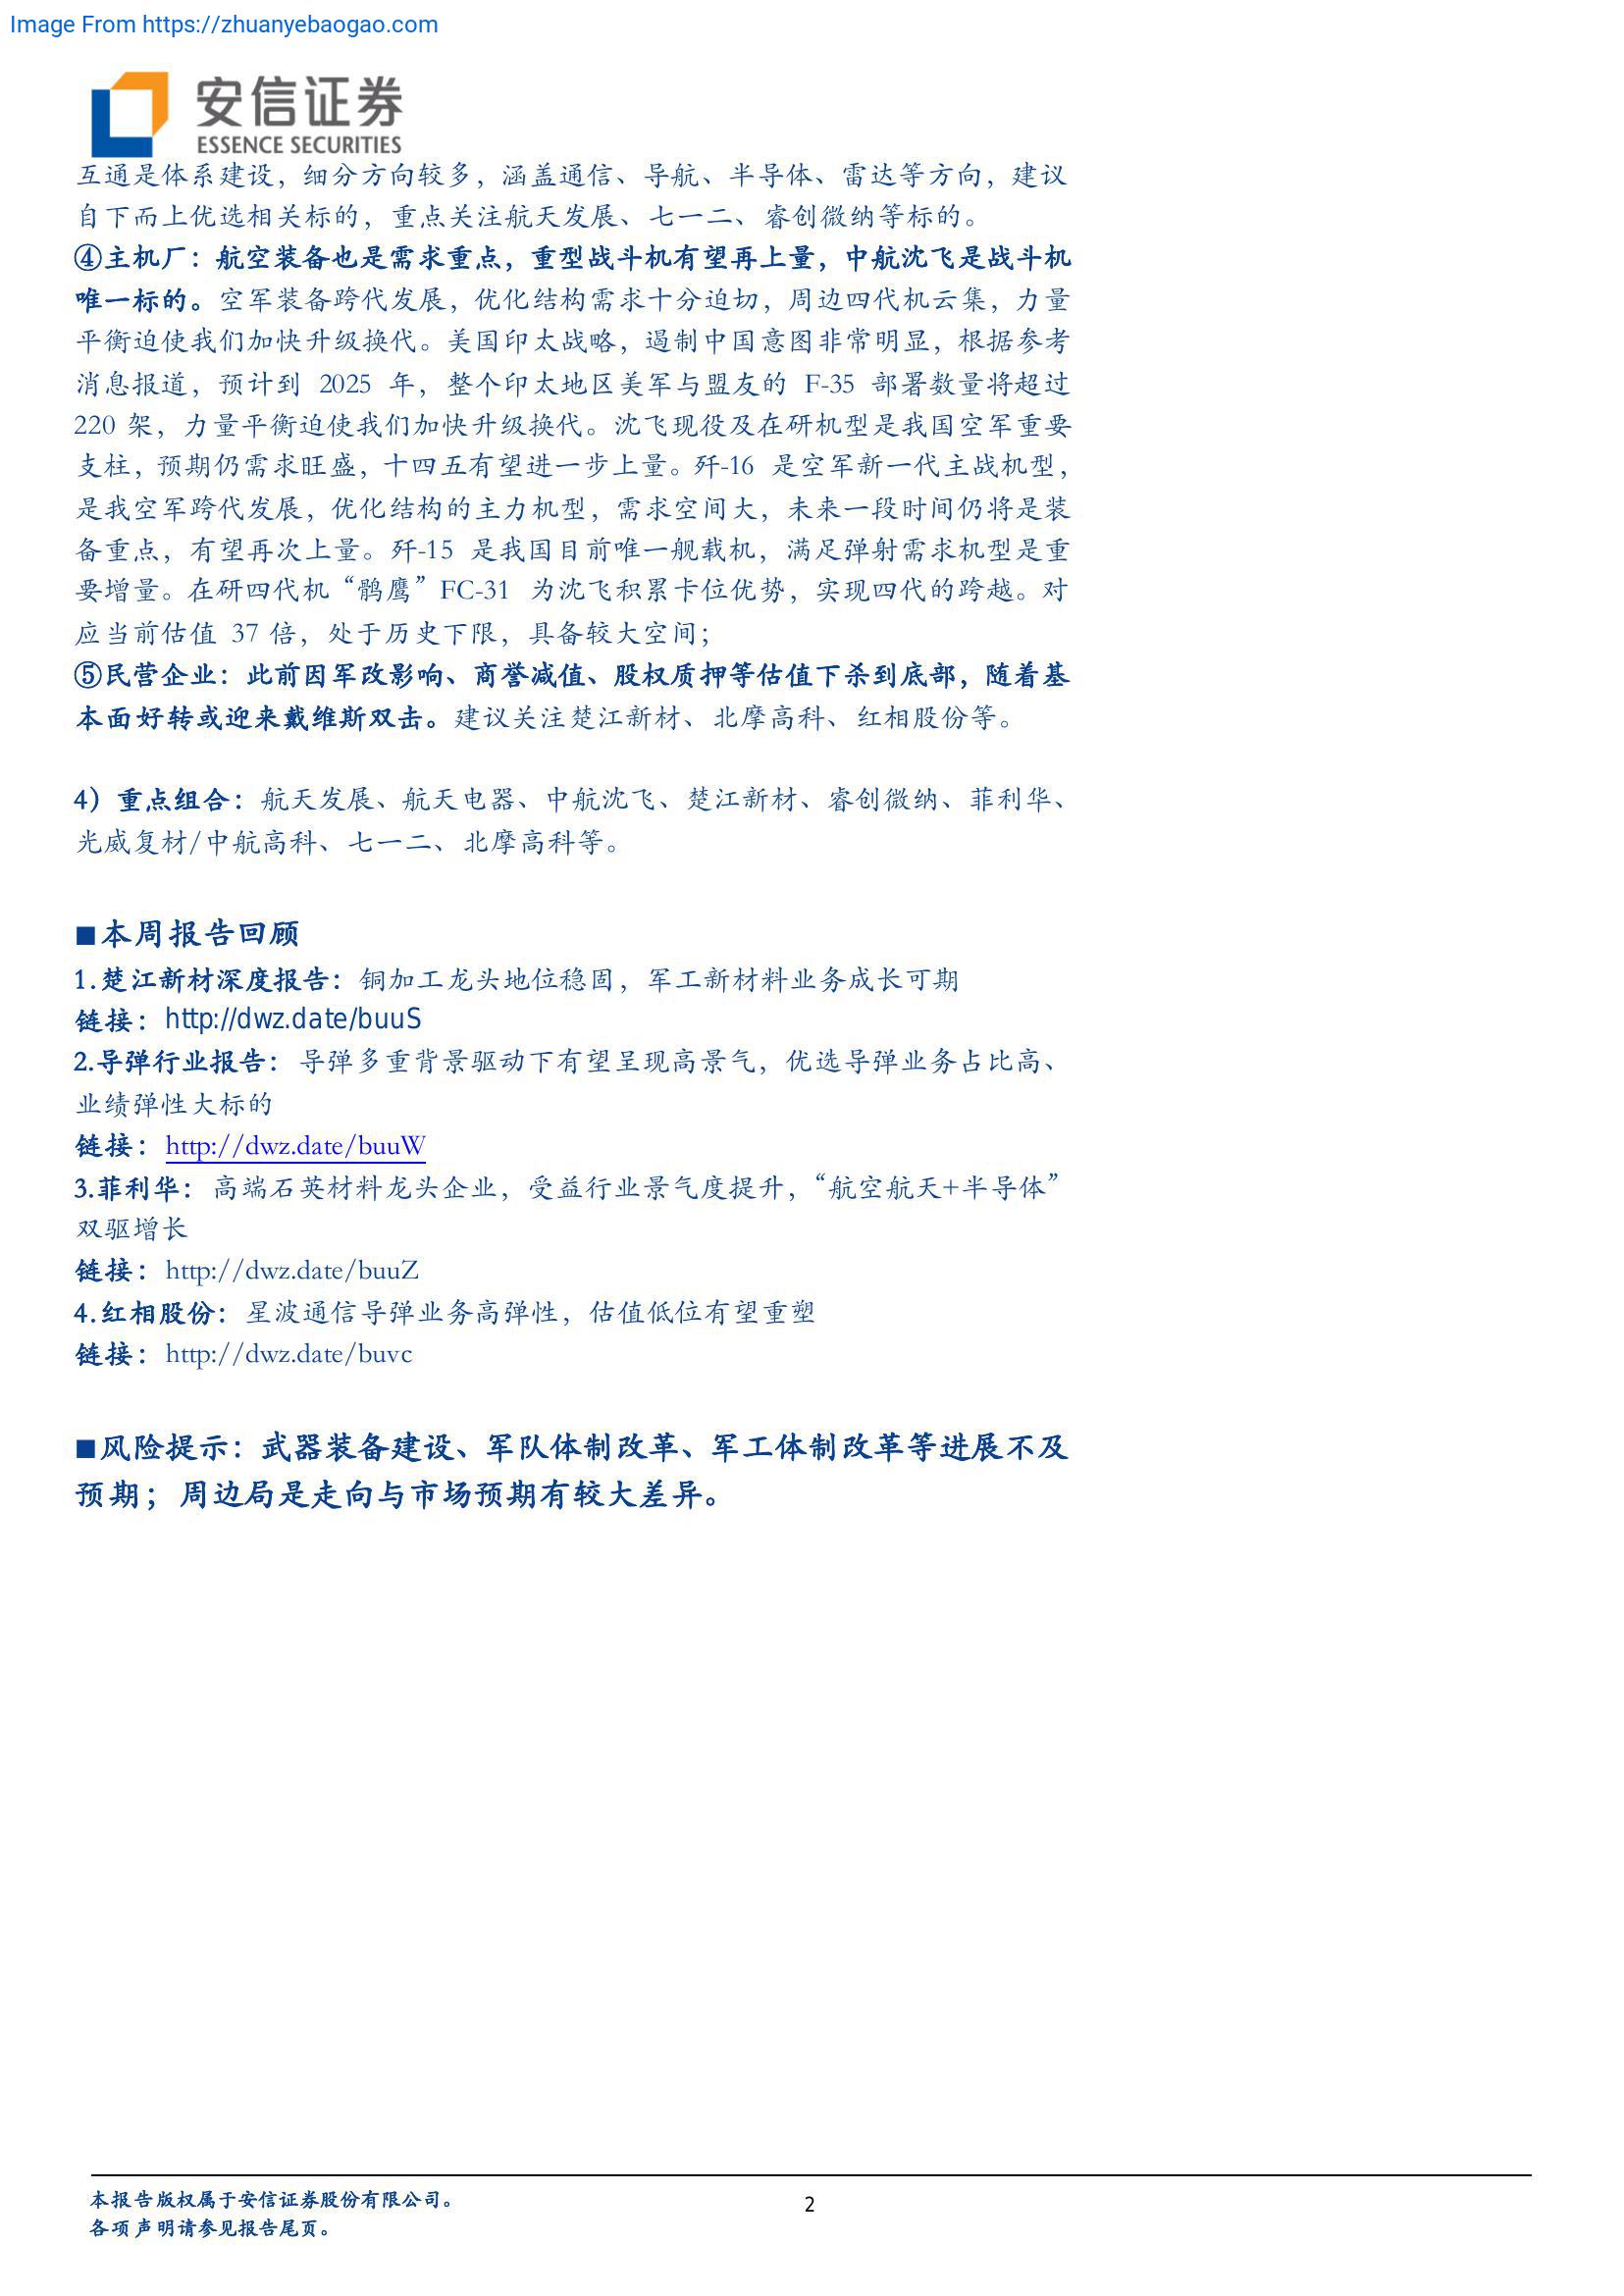 Image From https://zhuanyebaogao.com
安信证券
ESSENCE SECURITIES
互通是体系建设，细分方向较多，涵盖通信、导航、半导体、雷达等方向，建议
自下而上优选相关标的，重点关注航天发展、七一二、睿创微纳等标的。
④主机厂：航空装备也是需求重点，重型战斗机有望再上量，中航沈飞是战斗机
唯一标的。空军装备跨代发展，优化结构需求十分迫切，周边四代机云集，力量
平衡迫使我们加快升级换代。美国印太战略，遏制中国意图非常明显，根据参考
消息报道，预计到 2025 年，整个印太地区美军与盟友的 F-35 部署数量将超过
220 架，力量平衡迫使我们加快升级换代。沈飞现役及在研机型是我国空军重要
支柱，预期仍需求旺盛，十四五有望进一步上量。歼-16 是空军新一代主战机型，
是我空军跨代发展，优化结构的主力机型，需求空间大，未来一段时间仍将是装
备重点，有望再次上量。歼-15 是我国目前唯一舰载机，满足弹射需求机型是重
要增量。在研四代机“鹘鹰”FC-31 为沈飞积累卡位优势，实现四代的跨越。对
应当前估值 37 倍，处于历史下限，具备较大空间；
⑤民营企业：此前因军改影响、商誉减值、股权质押等估值下杀到底部，随着基
本面好转或迎来戴维斯双击。建议关注楚江新材、北摩高科、红相股份等。
4）重点组合：航天发展、航天电器、中航沈飞、楚江新材、睿创微纳、菲利华、
光威复材/中航高科、七一二、北摩高科等。
■本周报告回顾
1.楚江新材深度报告：铜加工龙头地位稳固，军工新材料业务成长可期
链接：http://dwz.date/buuS
2.导弹行业报告：导弹多重背景驱动下有望呈现高景气，优选导弹业务占比高、
业绩弹性大标的
链接：http://dwz.date/buuW
3.菲利华：高端石英材料龙头企业，受益行业景气度提升，“航空航天+半导体”
双驱增长
链接：http://dwz.date/buuZ
4.红相股份：星波通信导弹业务高弹性，估值低位有望重塑
链接：http://dwz.date/buvc
■风险提示：武器装备建设、军队体制改革、军工体制改革等进展不及
预期；周边局是走向与市场预期有较大差异。
本报告版权属于安信证券股份有限公司。
2
各项声明请参见报告尾页。